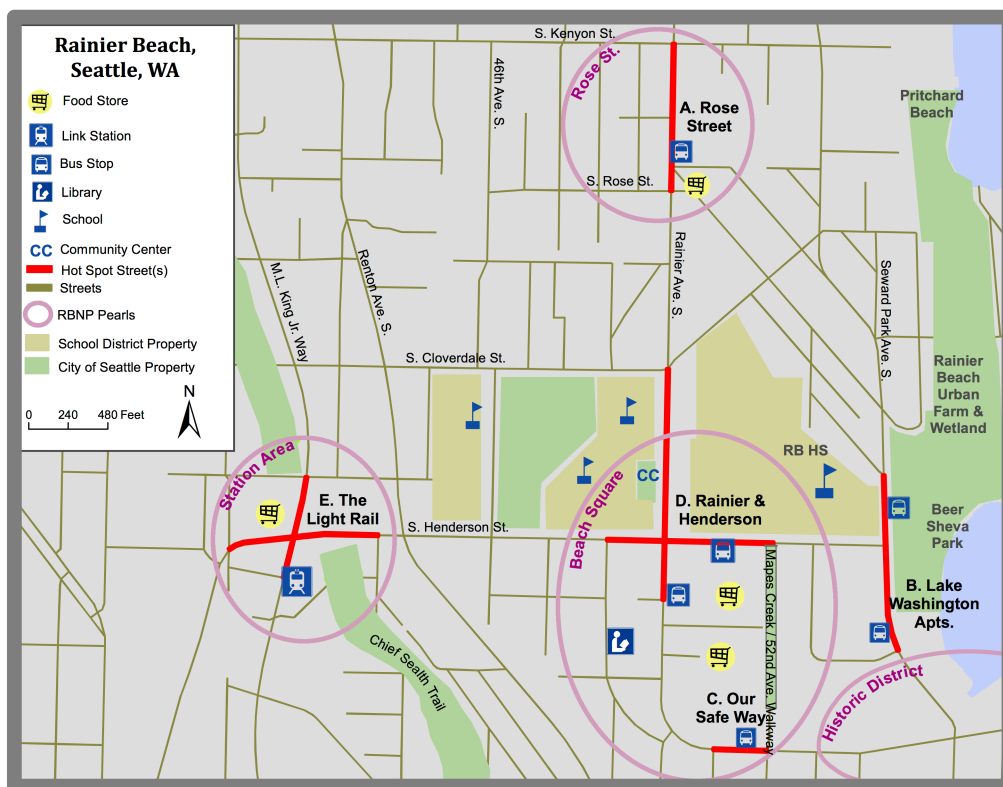 Rainier Beach,
Seattle, WA
Food Store
Link Station
Bus Stop
Library
School
CC Community Center
Hot Spot Street(s)
Streets
RBNP Pearls
School District Property
City of Seattle Property
N
0 240 480 Feet
S. Kenyon St.
Rose St.
46th Ave. S.
A. Rose
Street
Pritchard
Beach
S. Rose St.
Rainier Ave. S.
M.L. King Jr. Way
Renton Ave. S.
Seward Park Ave. S.
S. Cloverdale St.
Rainier
Beach
Urban
Farm &
Wetland
Station Area
E. The
Light Rail
S. Henderson St.
Beach Square
CC
RB HS
D. Rainier &
Henderson
Beer
Sheva
Park
Mapes Creek / 52nd Ave. Walkway
B. Lake
Washington
Apts.
Chief Sealth Trail
C. Our
Safe Way
Historic District